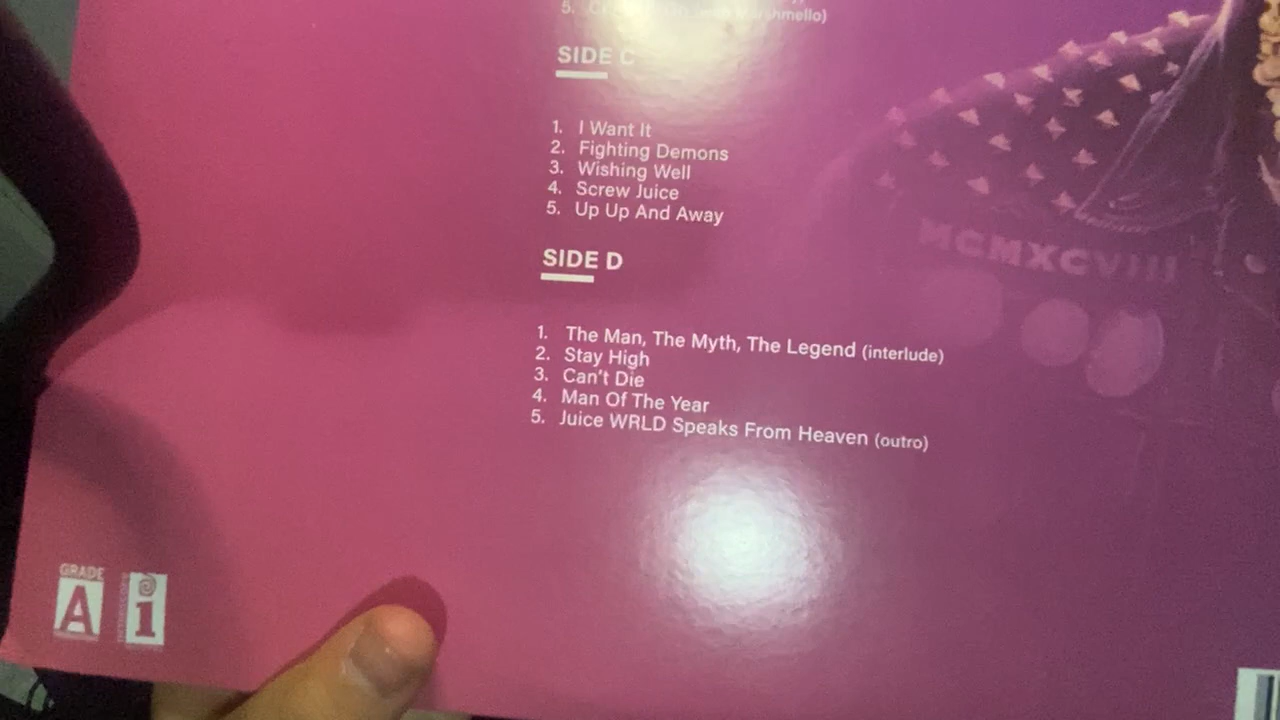 5. Marshmello)
SIDE C
1. I Want It
2. Fighting Demons
3. Wishing Well
4. Screw Juice
5. Up Up And Away
SIDE D
1. The Man, The Myth, The Legend (interlude)
2. Stay High
3. Can't Die
4. Man Of The Year
5. Juice WRLD Speaks From Heaven (outro)
MCMXCVIII
GRADE
A
i